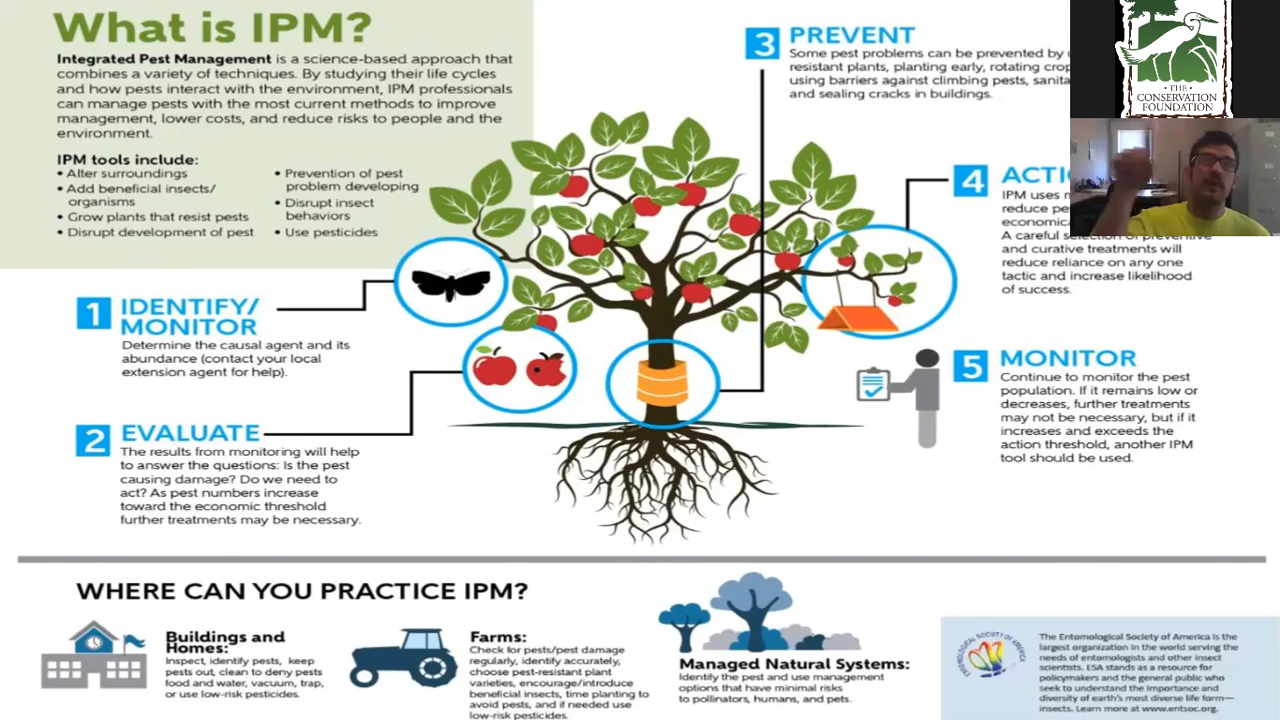 What is IPM?
Integrated Pest Management is a science-based approach that
combines a variety of techniques. By studying their life cycles
and how pests interact with the environment, IPM professionals
can manage pests with the most current methods to improve
management, lower costs, and reduce risks to people and the
environment.
IPM tools include:
• Alter surroundings
• Add beneficial insects/
organisms
• Grow plants that resist pests
• Disrupt development of pest
• Prevention of pest
problem developing
• Disrupt insect
behaviors
• Use pesticides
1 IDENTIFY/
MONITOR
Determine the causal agent and its
abundance (contact your local
extension agent for help).
2 EVALUATE
The results from monitoring will help
to answer the questions: Is the pest
causing damage? Do we need to
act? As pest numbers increase
toward the economic threshold
further treatments may be necessary.
3 PREVENT
Some pest problems can be prevented by
resistant plants, planting early, rotating
using barriers against climbing pests,
and sealing cracks in buildings.
THE
CONSERVATION
FOUNDATION
4
IPM uses
reduce
A careful selection of preventive
and curative treatments will
reduce reliance on any one
tactic and increase likelihood
of success.
5 MONITOR
Continue to monitor the pest
population. If it remains low or
decreases, further treatments
may not be necessary, but if it
increases and exceeds the
action threshold, another IPM
tool should be used.
WHERE CAN YOU PRACTICE IPM?
Buildings and
Homes:
Inspect, identify pests, keep
pests out, clean to deny pests
food and water, vacuum, trap,
or use low-risk pesticides.
Farms:
Check for pests/pest damage
regularly, identify accurately,
choose pest-resistant plant
varieties, encourage/introduce
beneficial insects, time planting to
avoid pests, and if needed use
low-risk pesticides.
Managed Natural Systems:
Identify the pest and use management
options that have minimal risks
to pollinators, humans, and pets.
ENTOMOLOGICAL SOCIETY OF AMERICA
The Entomological Society of America is the
largest organization in the world serving the
needs of entomologists and other insect
scientists. ESA stands as a resource for
policymakers and the general public who
seek to understand the importance and
diversity of earth's most diverse life form—
insects. Learn more at www.entsoc.org.